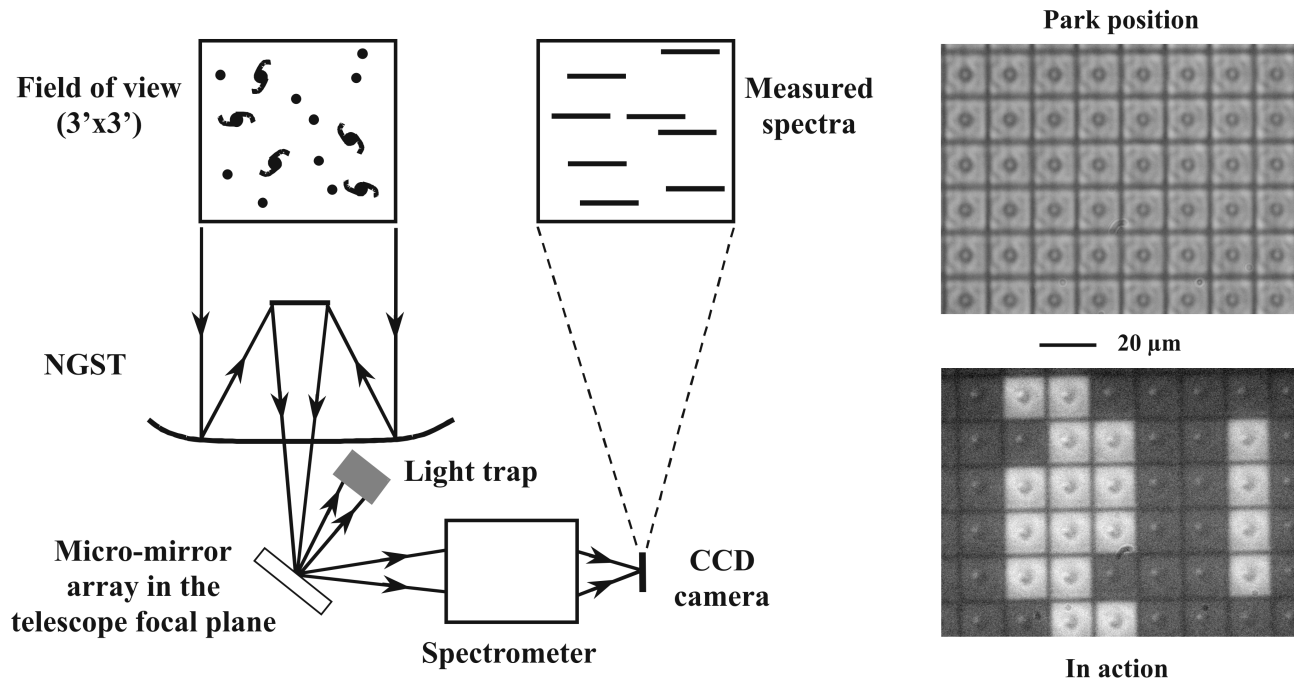 Field of view
(3'x3')
Measured
spectra
NGST
Light trap
Micro-mirror
array in the
telescope focal plane
Spectrometer
CCD
camera
Park position
20 µm
In action